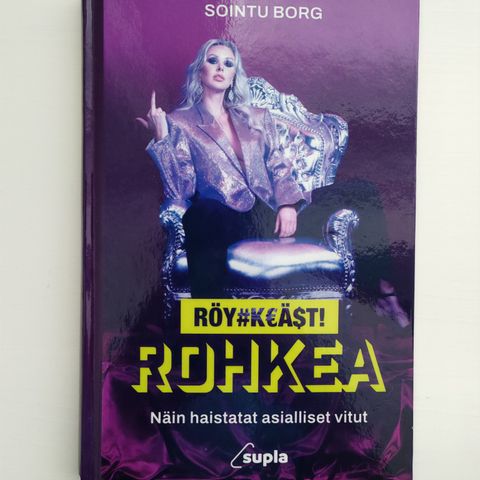 SOINTU BORG
RÖY#K€Ä$T!
ROHKEA
Näin haistatat asialliset vitut
supla